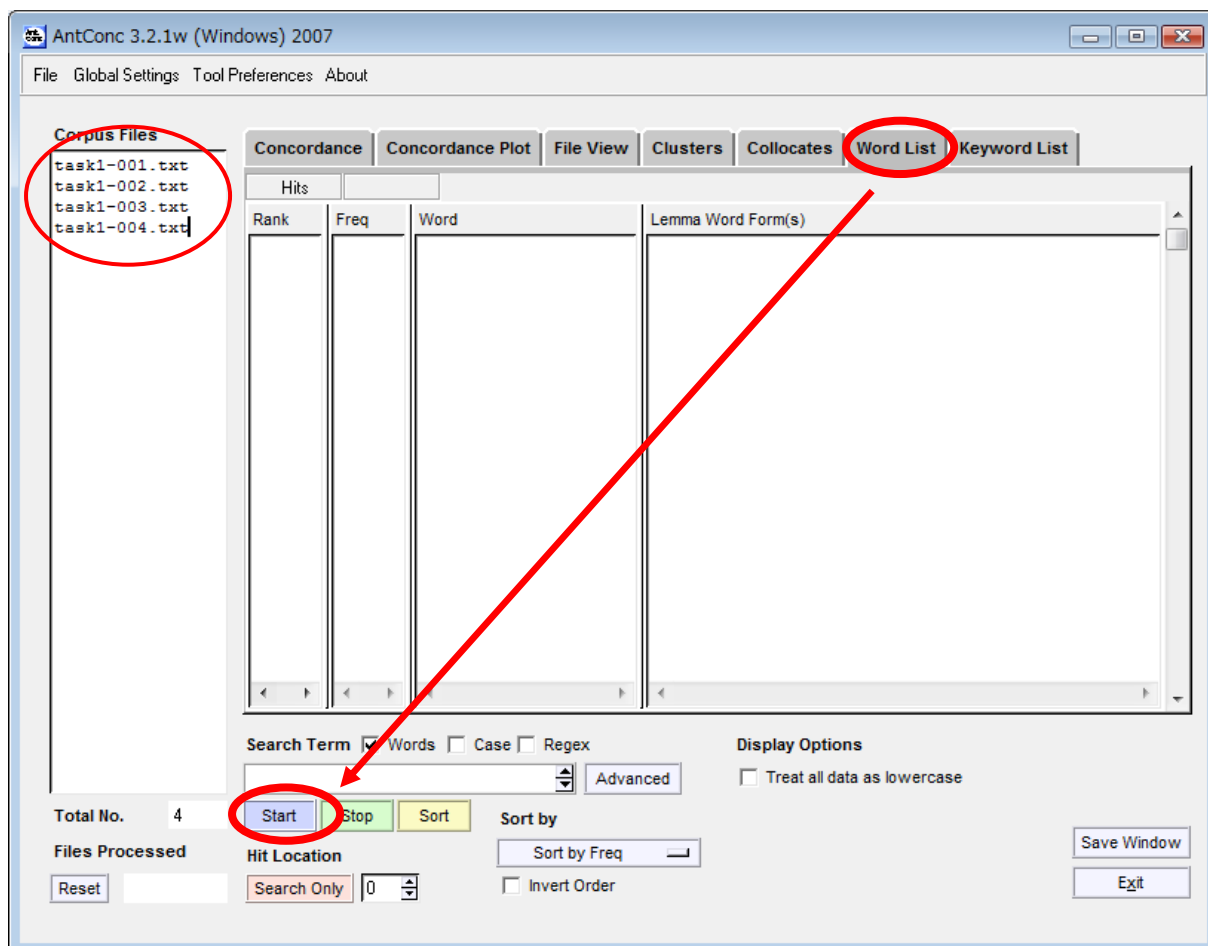 AntConc 3.2.1w (Windows) 2007
File Global Settings Tool Preferences About
Corpus Files
task1-001.txt
task1-002.txt
task1-003.txt
task1-004.txt
Concordance Concordance Plot File View Clusters Collocates Word List Keyword List
Hits
Rank Freq Word Lemma Word Form(s)
Search Term Words Case Regex Display Options
Advanced Treat all data as lowercase
Total No. 4 Start Stop Sort Sort by
Files Processed Hit Location Sort by Freq Save Window
Reset Search Only 0 Invert Order Exit